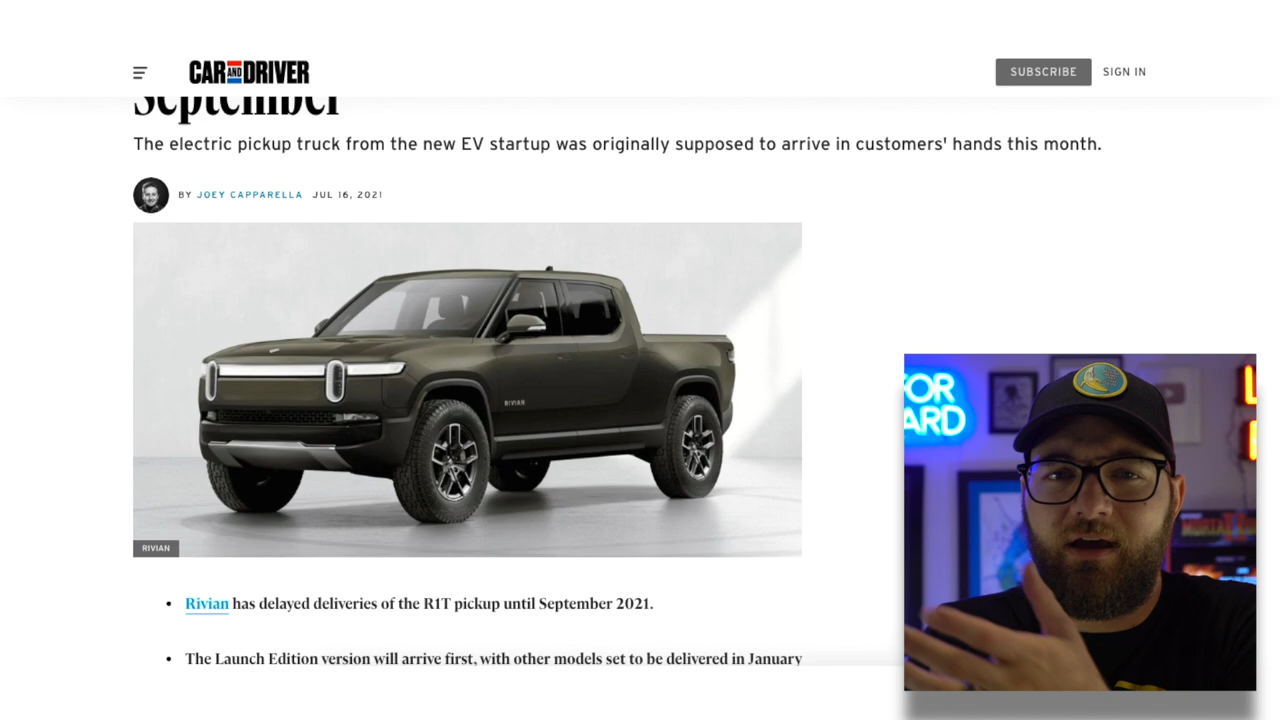 CAR AND DRIVER
SUBSCRIBE SIGN IN
September
The electric pickup truck from the new EV startup was originally supposed to arrive in customers' hands this month.
BY JOEY CAPPARELLA JUL 16, 2021
RIVIAN
RIVIAN
• Rivian has delayed deliveries of the R1T pickup until September 2021.
• The Launch Edition version will arrive first, with other models set to be delivered in January